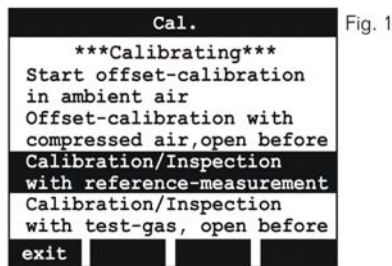 Cal.
Fig. 1
***Calibrating***
Start offset-calibration
in ambient air
Offset-calibration with
compressed air,open before
Calibration/Inspection
with reference-measurement
Calibration/Inspection
with test-gas, open before
exit